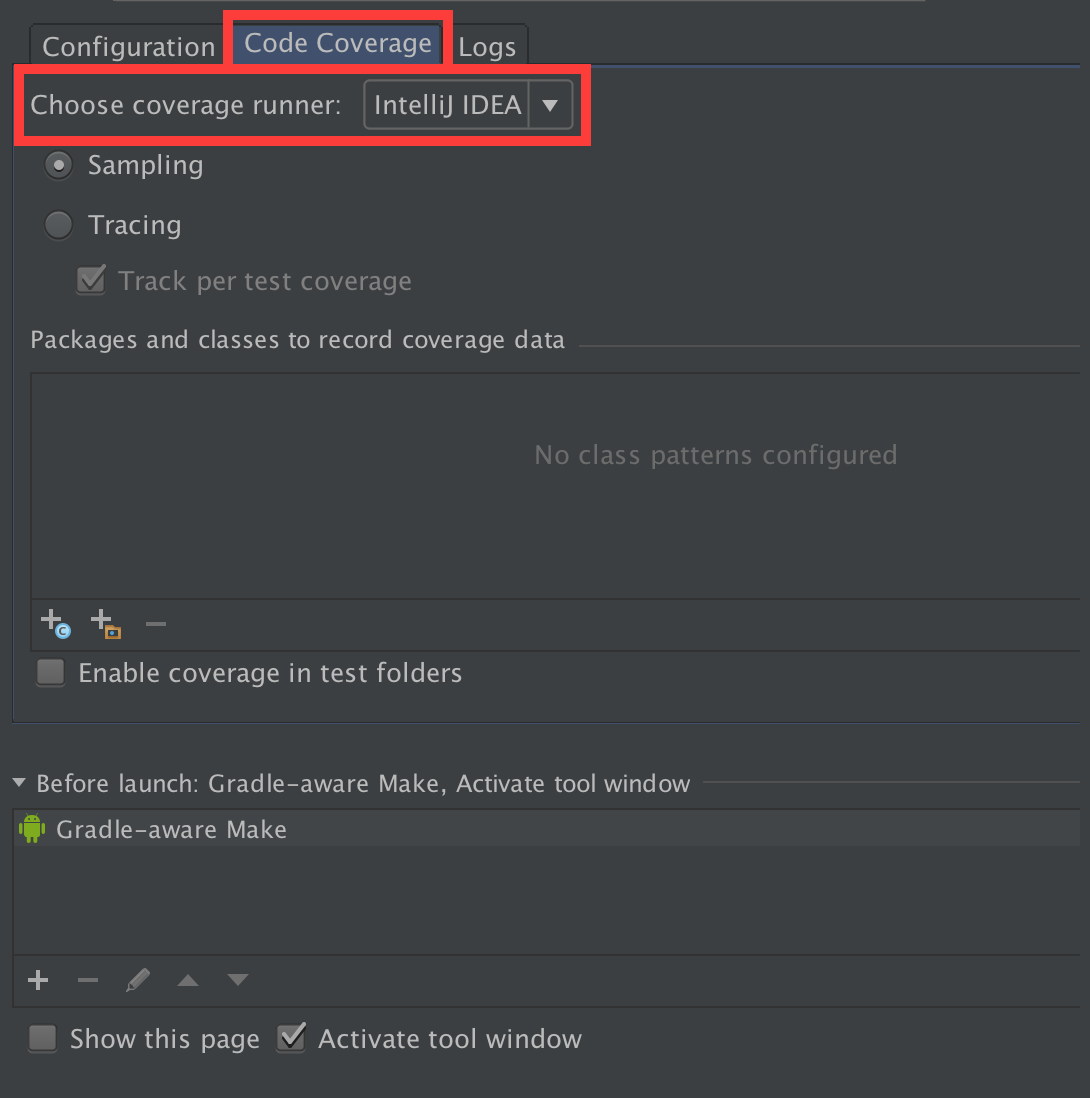 Configuration Code Coverage Logs
Choose coverage runner: IntelliJ IDEA
Sampling
Tracing
Track per test coverage
Packages and classes to record coverage data
No class patterns configured
Enable coverage in test folders
Before launch: Gradle-aware Make, Activate tool window
Gradle-aware Make
Show this page Activate tool window